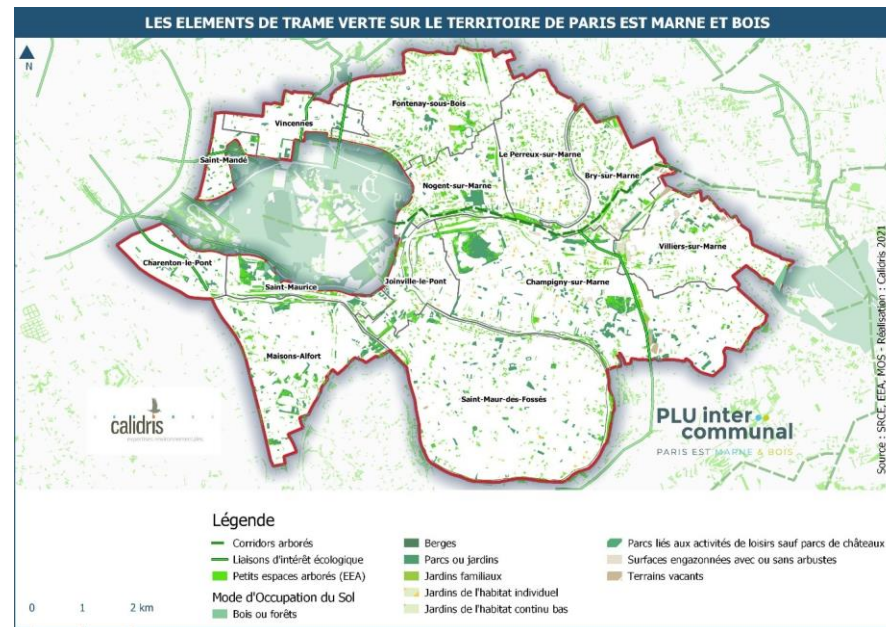 LES ELEMENTS DE TRAME VERTE SUR LE TERRITOIRE DE PARIS EST MARNE ET BOIS
N
Fontenay-sous-Bois
Vincennes
Saint-Mandé
Le Perreux-sur-Marne
Bry-sur-Marne
Nogent-sur-Marne
Villiers-sur-Marne
Charenton-le-Pont
Saint-Maurice
Joinville-le-Pont
Champigny-sur-Marne
Maisons-Alfort
Saint-Maur-des-Fossés
calidris
PLU inter
communal
PARIS EST MARNE & BOIS
Source : SRCE, EEA, MOS - Réalisation : Calidris 2021
Légende
Corridors arborés
Liaisons d'intérêt écologique
Petits espaces arborés (EEA)
Mode d'Occupation du Sol
Bois ou forêts
Berges
Parcs ou jardins
Jardins familiaux
Jardins de l'habitat individuel
Jardins de l'habitat continu bas
Parcs liés aux activités de loisirs sauf parcs de châteaux
Surfaces engazonnées avec ou sans arbustes
Terrains vacants
0 1 2 km